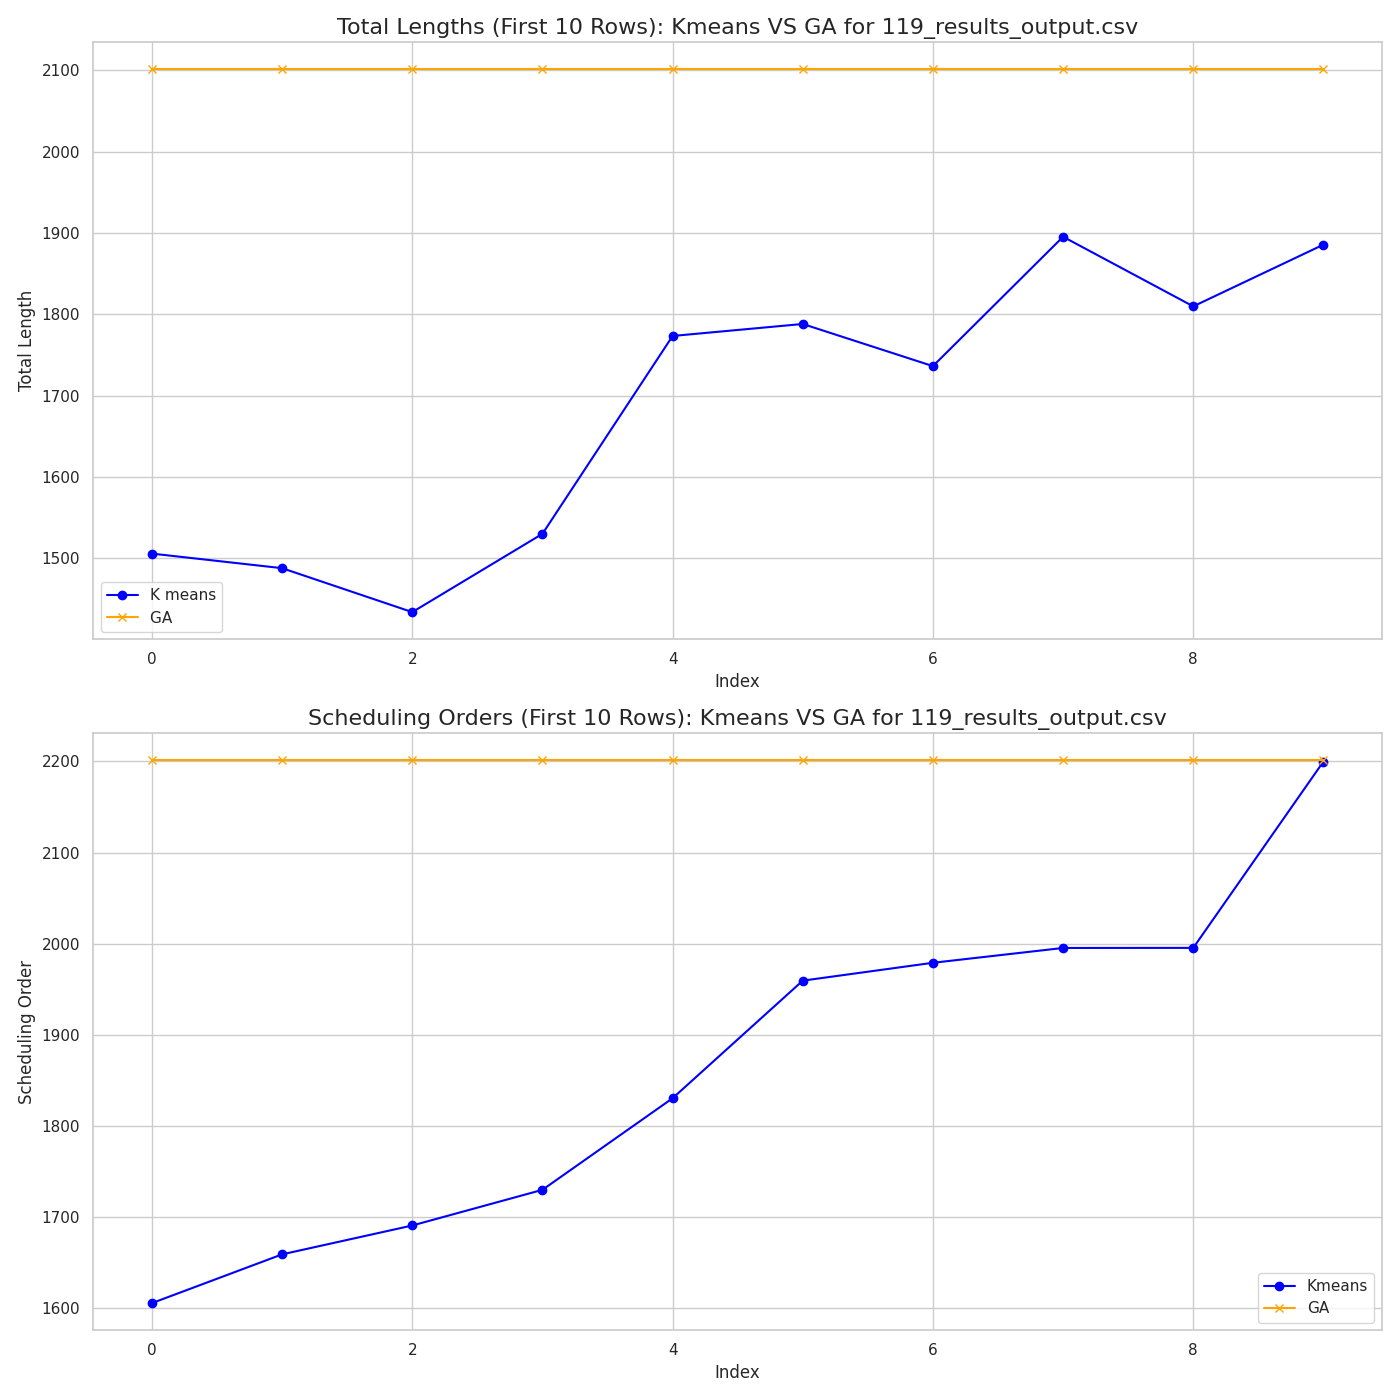 Total Lengths (First 10 Rows): Kmeans VS GA for 119_results_output.csv
Total Length
2100
2000
1900
1800
1700
1600
1500
K means
GA
0 2 4 6 8
Index
Scheduling Orders (First 10 Rows): Kmeans VS GA for 119_results_output.csv
Scheduling Order
2200
2100
2000
1900
1800
1700
1600
Kmeans
GA
0 2 4 6 8
Index